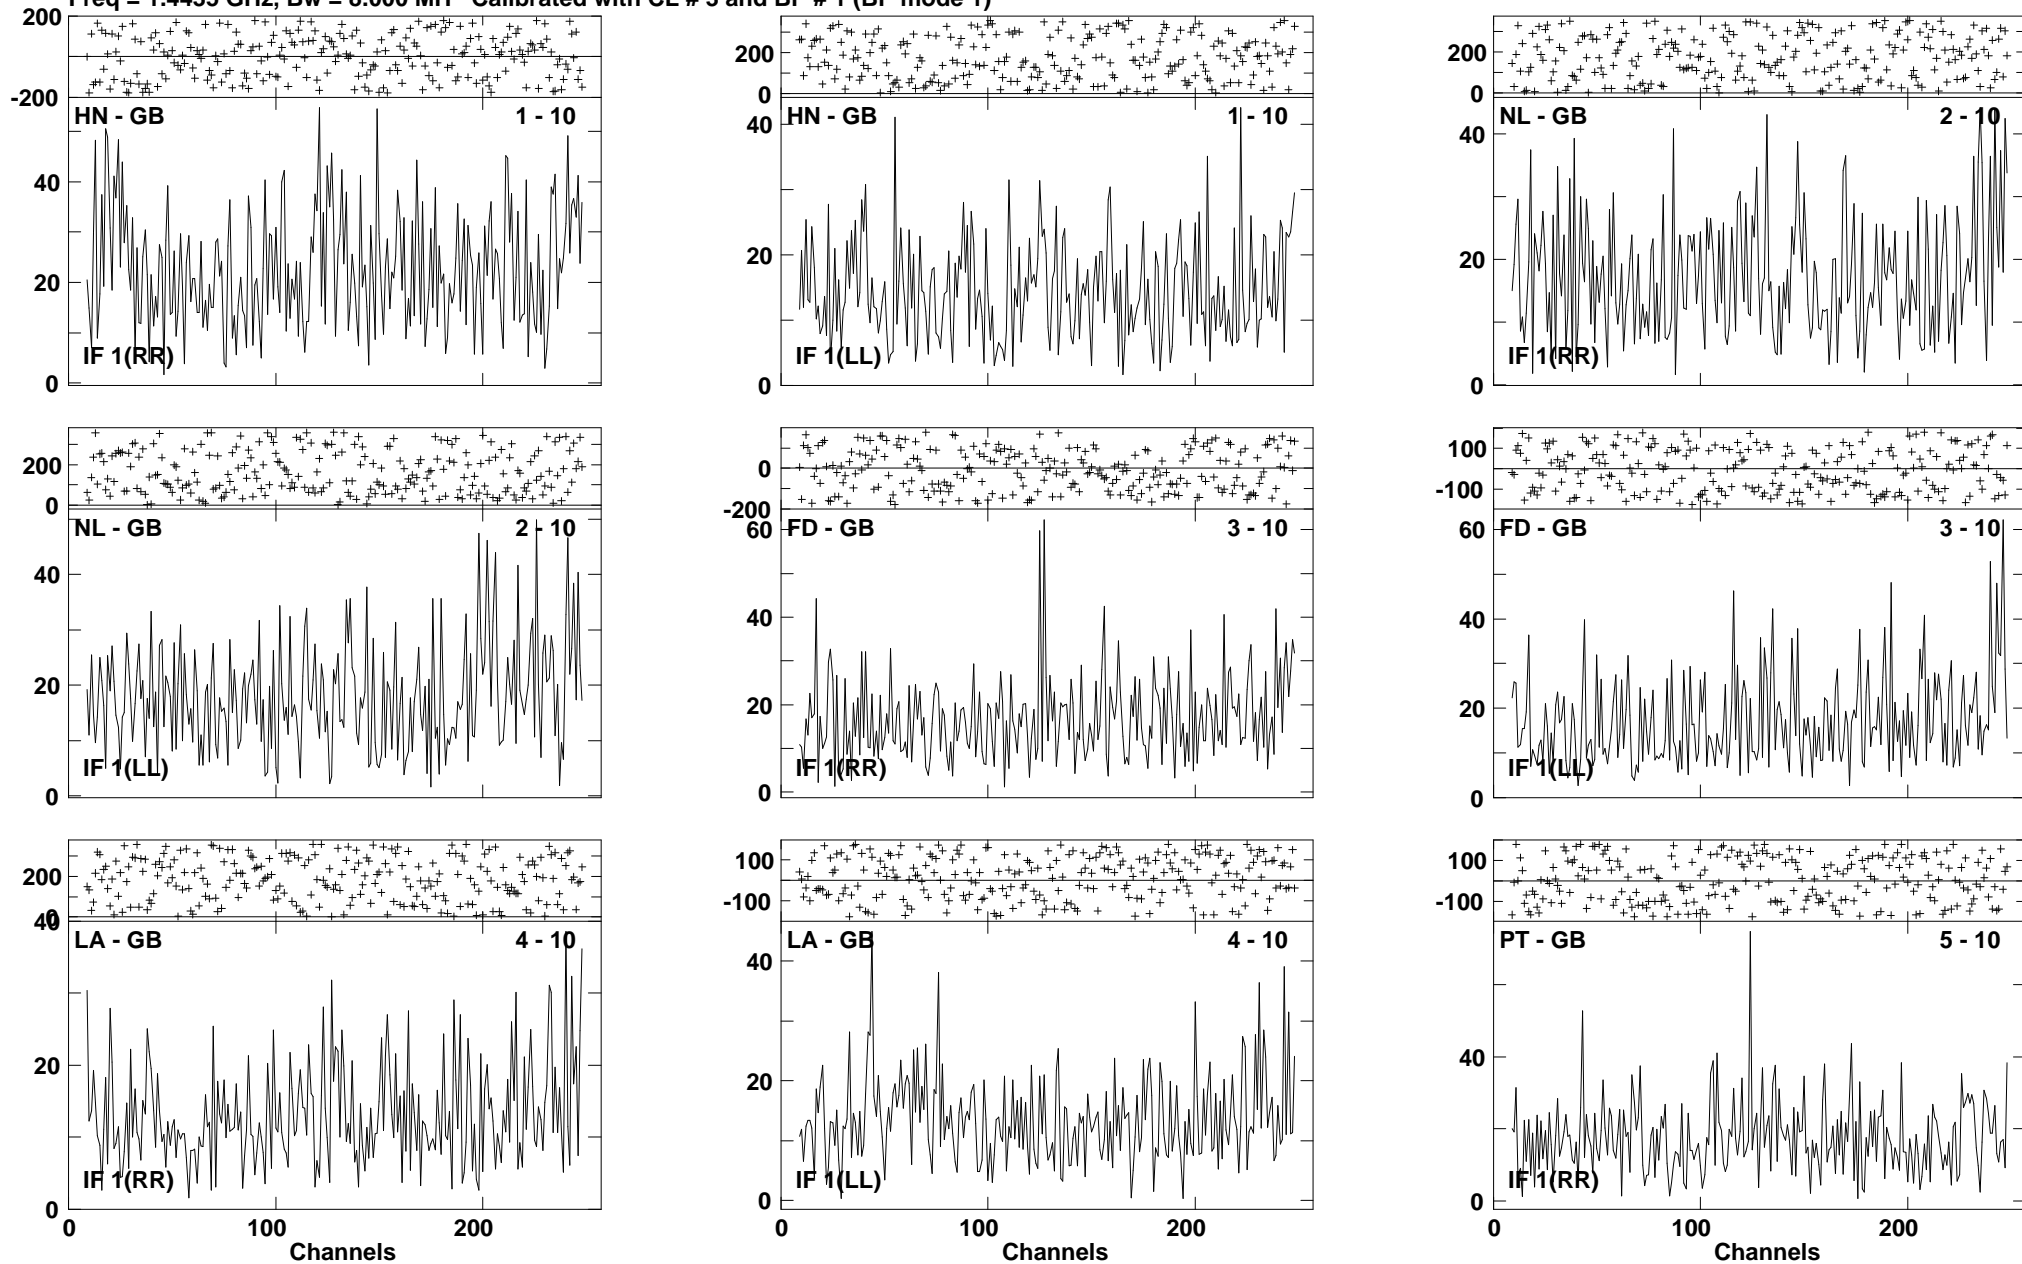 Freq = 1.4435 GHz, Bw = 8.000 MH Calibrated with CL # 3 and BP # 1 (BP mode 1)
200
-200
HN - GB 1 - 10
40
20
0
IF 1(RR)
200
0
HN - GB 1 - 10
40
20
0
IF 1(LL)
200
0
NL - GB 2 - 10
40
20
0
IF 1(RR)
200
0
NL - GB 2 - 10
40
20
0
IF 1(LL)
0
-200
FD - GB 3 - 10
60
40
20
0
IF 1(RR)
100
-100
FD - GB 3 - 10
60
40
20
0
IF 1(LL)
200
0
40
LA - GB 4 - 10
20
0
IF 1(RR)
0 100 200
Channels
100
-100
LA - GB 4 - 10
40
20
0
IF 1(LL)
0 100 200
Channels
100
-100
PT - GB 5 - 10
40
0
IF 1(RR)
0 100 200
Channels